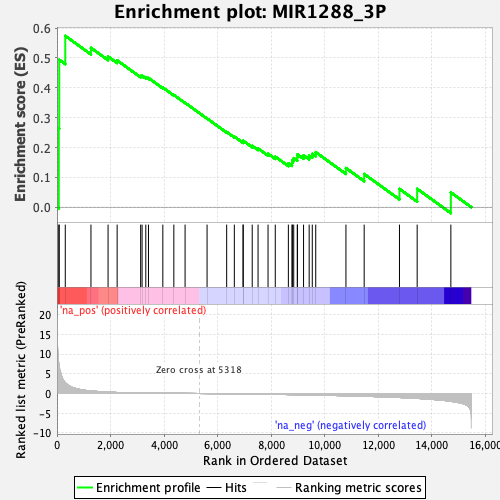 Enrichment plot: MIR1288_3P
Enrichment score (ES)
0.6
0.5
0.4
0.3
0.2
0.1
0.0
'na_pos' (positively correlated)
Ranked list metric (PreRanked)
20
15
10
5
0
-5
-10
Zero cross at 5318
'na_neg' (negatively correlated)
0 2,000 4,000 6,000 8,000 10,000 12,000 14,000 16,000
Rank in Ordered Dataset
Enrichment profile Hits Ranking metric scores